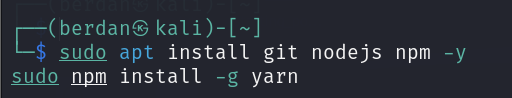 ┌──(berdan㉿kali)-[~]
└─$ sudo apt install git nodejs npm -y
sudo npm install -g yarn